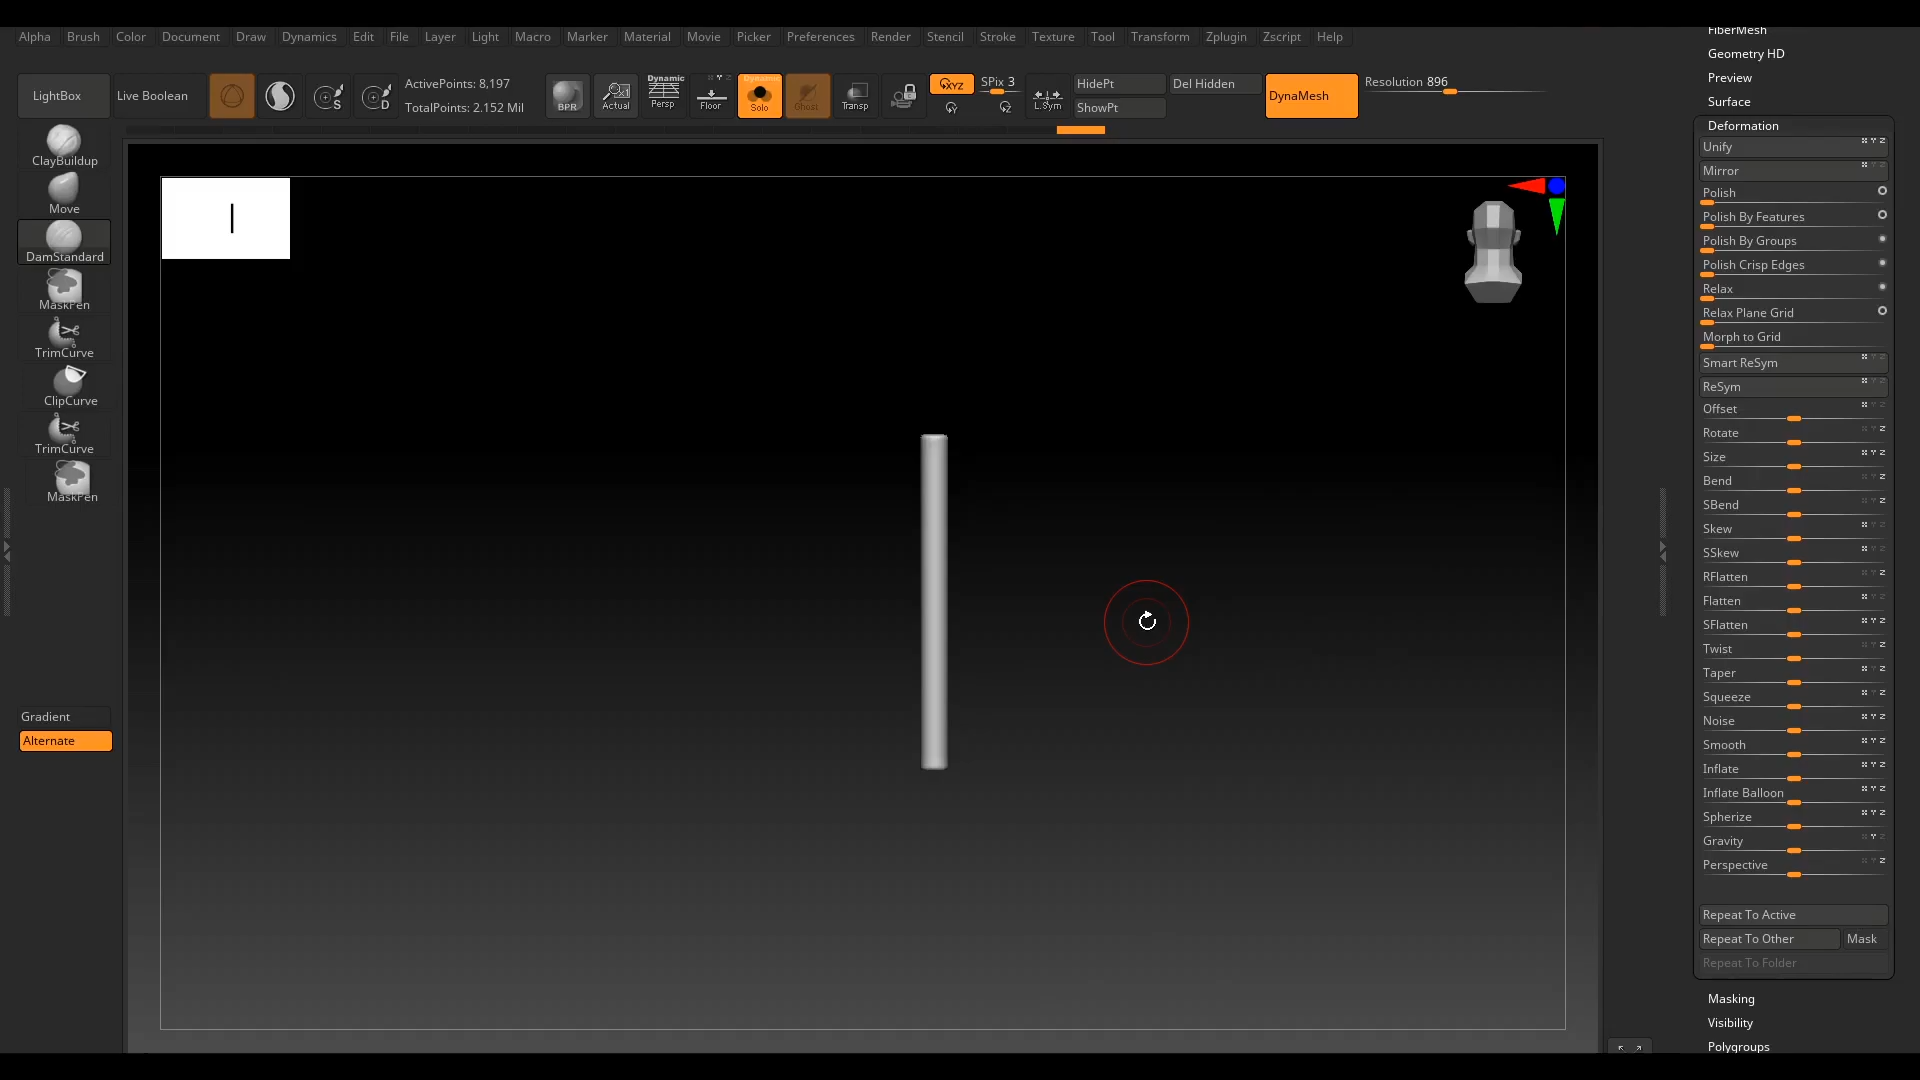 FiberMesh
Alpha Brush Color Document Draw Dynamics Edit File Layer Light Macro Marker Material Movie Picker Preferences Render Stencil Stroke Texture Tool Transform Zplugin Zscript Help
Geometry HD
Preview
Surface
LightBox
Live Boolean
S
D
ActivePoints: 8,197
TotalPoints: 2.152 Mil
BPR
Actual
Dynamic
Persp
Floor
Dynamic
Solo
Ghost
Transp
XYZ
SPix 3
L.Sym
HidePt
ShowPt
Del Hidden
DynaMesh
Resolution 896
ClayBuildup
Move
DamStandard
MaskPen
TrimCurve
ClipCurve
TrimCurve
MaskPen
Gradient
Alternate
Deformation
Unify
Mirror
Polish
Polish By Features
Polish By Groups
Polish Crisp Edges
Relax
Relax Plane Grid
Morph to Grid
Smart ReSym
ReSym
Offset
Rotate
Size
Bend
SBend
Skew
SSkew
RFlatten
Flatten
SFlatten
Twist
Taper
Squeeze
Noise
Smooth
Inflate
Inflate Balloon
Spherize
Gravity
Perspective
Repeat To Active
Repeat To Other Mask
Repeat To Folder
Masking
Visibility
Polygroups